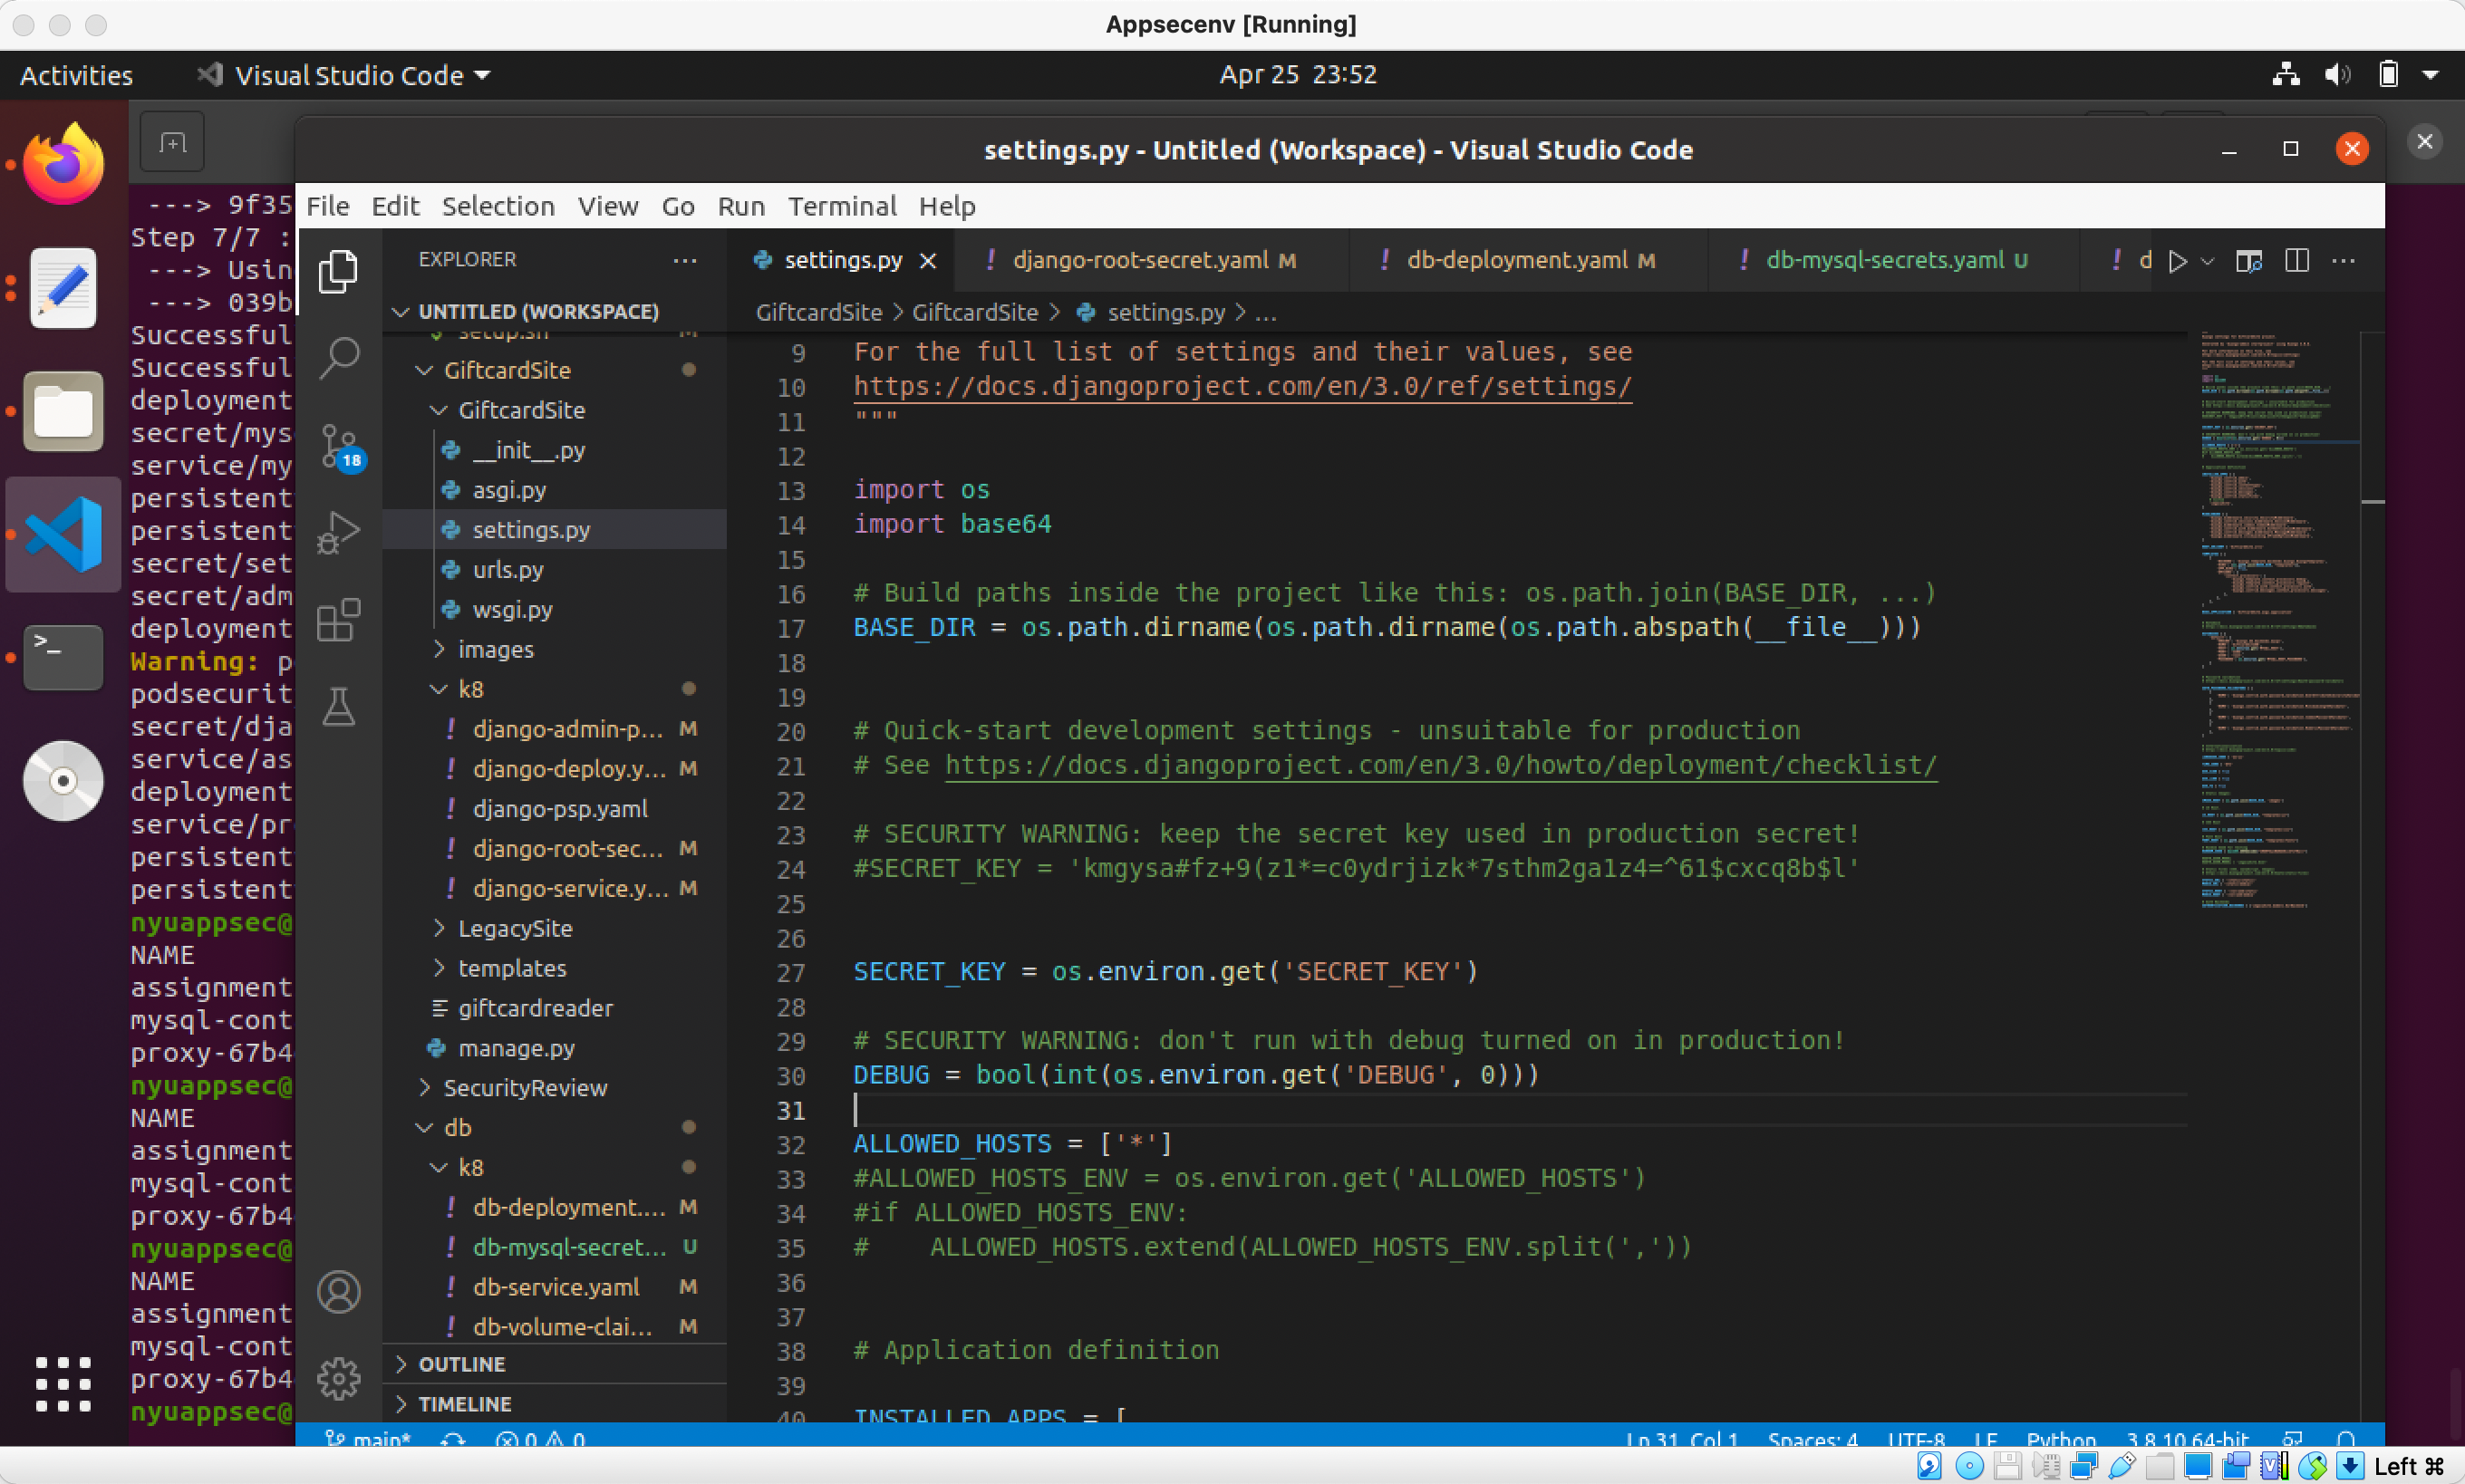 Appsecenv [Running]
Activities
Visual Studio Code
Apr 25 23:52
settings.py - Untitled (Workspace) - Visual Studio Code
File Edit Selection View Go Run Terminal Help
---> 9f35
Step 7/7 :
---> Usin
---> 039b
Successful
Successful
deployment
secret/mys
service/my
persistent
persistent
secret/set
secret/adm
deployment
Warning: p
podsecurit
secret/dja
service/as
deployment
service/pr
persistent
persistent
nyuappsec@
NAME
assignment
mysql-cont
proxy-67b4
nyuappsec@
NAME
assignment
mysql-cont
proxy-67b4
nyuappsec@
NAME
assignment
mysql-cont
proxy-67b4
nyuappsec@
18
EXPLORER
UNTITLED (WORKSPACE)
setup.sh M
GiftcardSite
GiftcardSite
__init__.py
asgi.py
settings.py
urls.py
wsgi.py
images
k8
django-admin-p... M
django-deploy.y... M
django-psp.yaml
django-root-sec... M
django-service.y... M
LegacySite
templates
giftcardreader
manage.py
SecurityReview
db
k8
db-deployment.... M
db-mysql-secret... U
db-service.yaml M
db-volume-clai... M
OUTLINE
TIMELINE
settings.py
! django-root-secret.yaml M
! db-deployment.yaml M
! db-mysql-secrets.yaml U
! d
GiftcardSite > GiftcardSite > settings.py > ...
9 For the full list of settings and their values, see
10 https://docs.djangoproject.com/en/3.0/ref/settings/
11 """
12
13 import os
14 import base64
15
16 # Build paths inside the project like this: os.path.join(BASE_DIR, ...)
17 BASE_DIR = os.path.dirname(os.path.dirname(os.path.abspath(__file__)))
18
19
20 # Quick-start development settings - unsuitable for production
21 # See https://docs.djangoproject.com/en/3.0/howto/deployment/checklist/
22
23 # SECURITY WARNING: keep the secret key used in production secret!
24 #SECRET_KEY = 'kmgysa#fz+9(z1*=c0ydrjizk*7sthm2ga1z4=^61$cxcq8b$l'
25
26
27 SECRET_KEY = os.environ.get('SECRET_KEY')
28
29 # SECURITY WARNING: don't run with debug turned on in production!
30 DEBUG = bool(int(os.environ.get('DEBUG', 0)))
31
32 ALLOWED_HOSTS = ['*']
33 #ALLOWED_HOSTS_ENV = os.environ.get('ALLOWED_HOSTS')
34 #if ALLOWED_HOSTS_ENV:
35 #    ALLOWED_HOSTS.extend(ALLOWED_HOSTS_ENV.split(','))
36
37
38 # Application definition
39
40 INSTALLED_APPS = [
main* 0 0
Ln 31, Col 1 Spaces: 4 UTF-8 LF Python 3.8.10 64-bit
Left ⌘